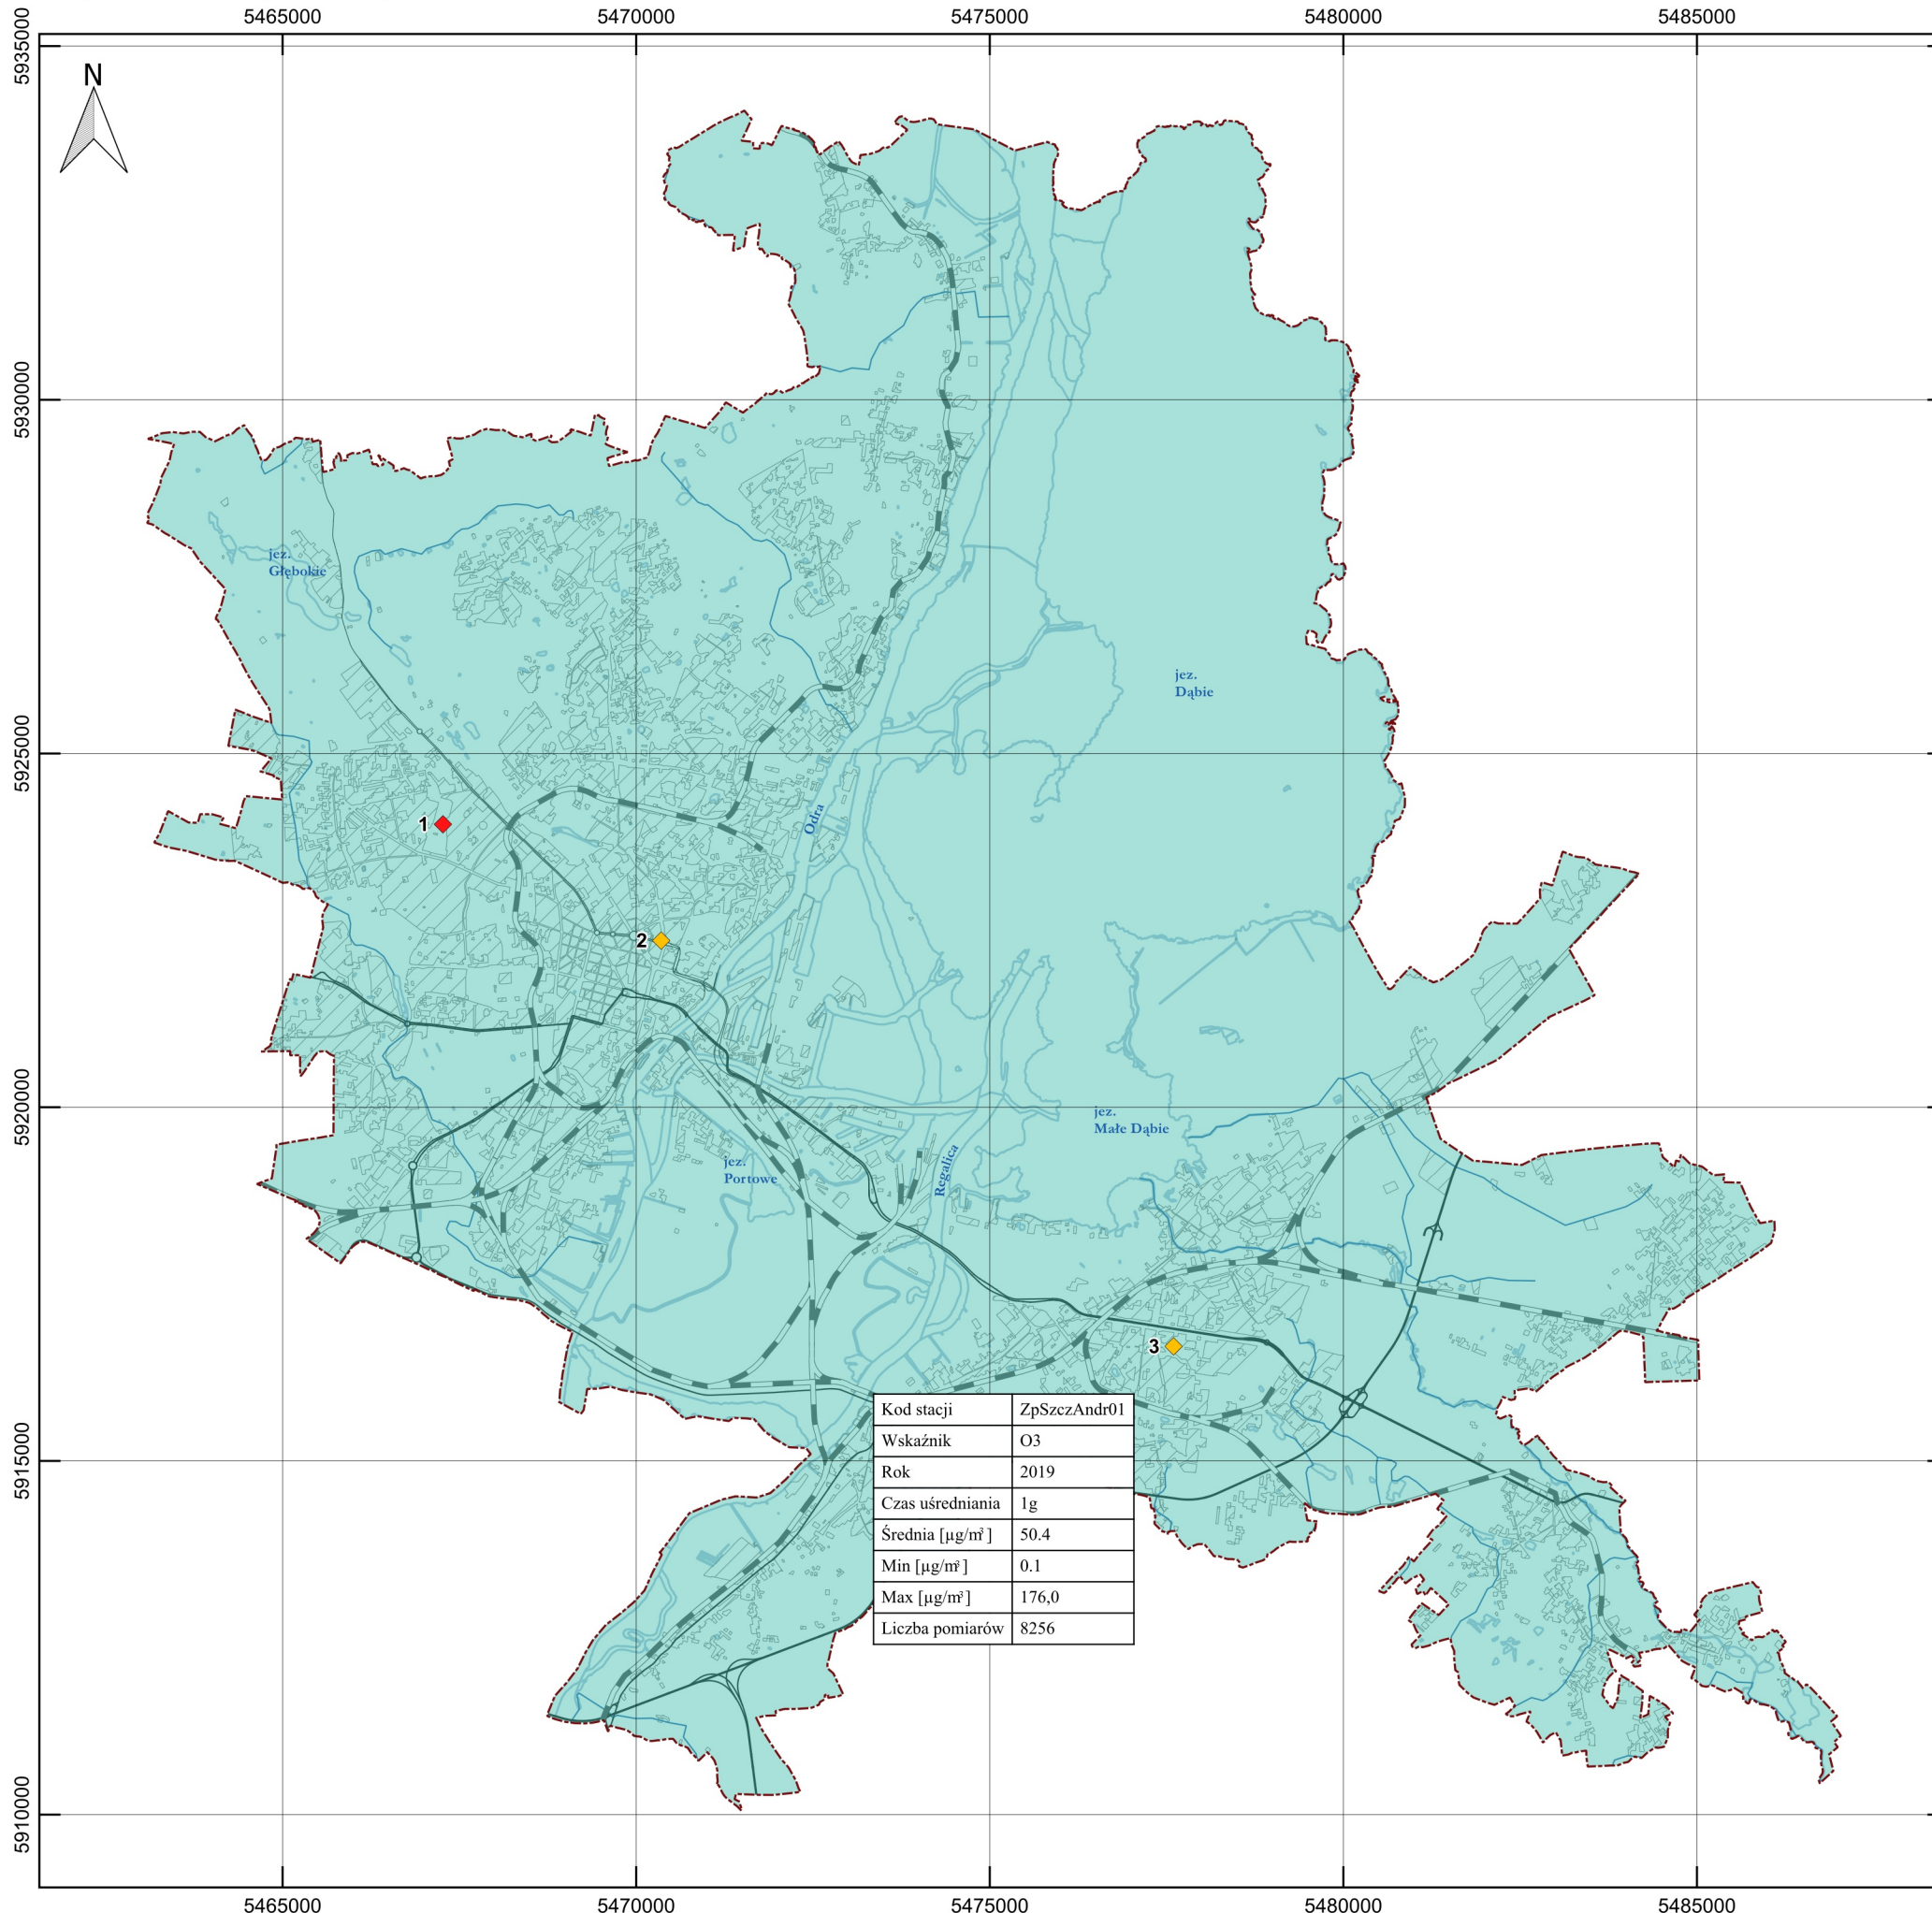 5465000 5470000 5475000 5480000 5485000
5935000
N
5930000
jez.
Głębokie
jez.
Dąbie
5925000
Odra
1
2
5920000
jez.
Małe Dąbie
jez.
Portowe
Regalica
3
Kod stacji ZpSzczAndr01
Wskaźnik O3
5915000
Rok 2019
Czas uśredniania 1g
Średnia [µg/m³] 50.4
Min [µg/m³] 0.1
Max [µg/m³] 176,0
Liczba pomiarów 8256
5910000
5465000 5470000 5475000 5480000 5485000